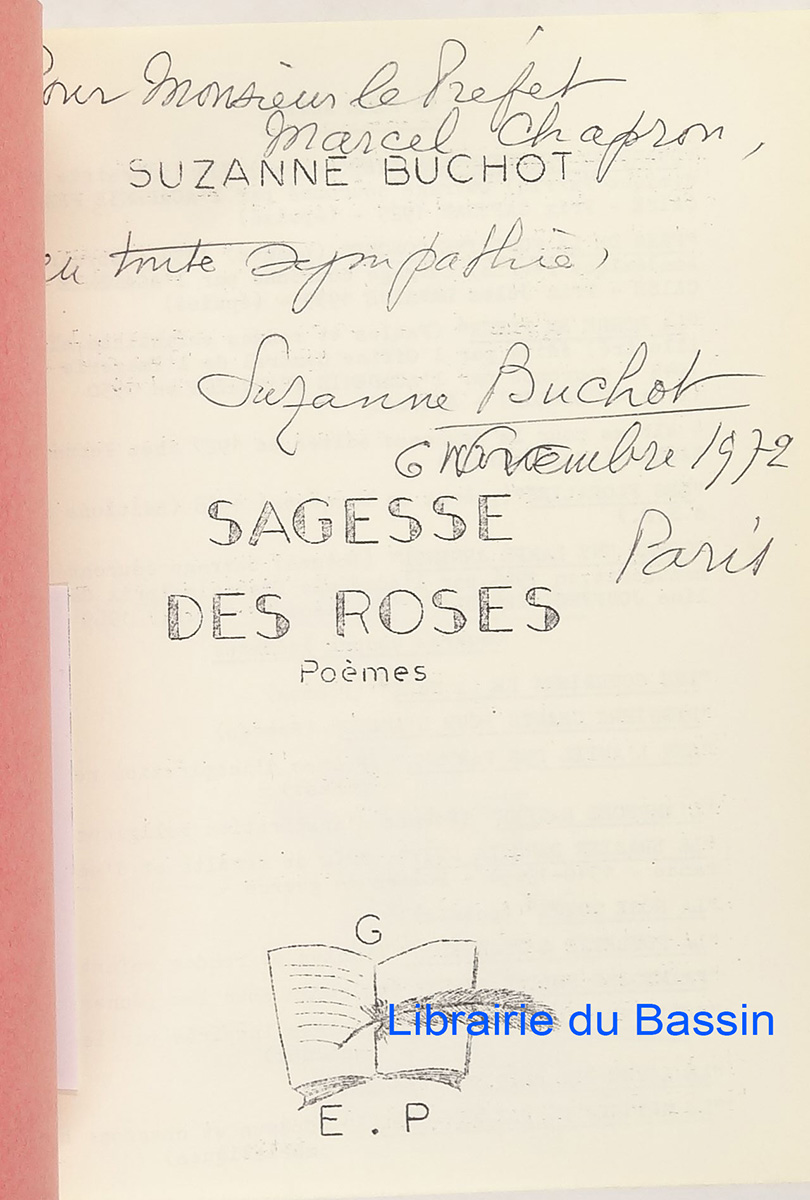 Pour Monsieur le Préfet
Marcel Chapron,
SUZANNE BUCHOT
en toute sympathie,
Suzanne Buchot
6 Novembre 1972
SAGESSE
Paris
DES ROSES
Poèmes
G
Librairie du Bassin
E . P